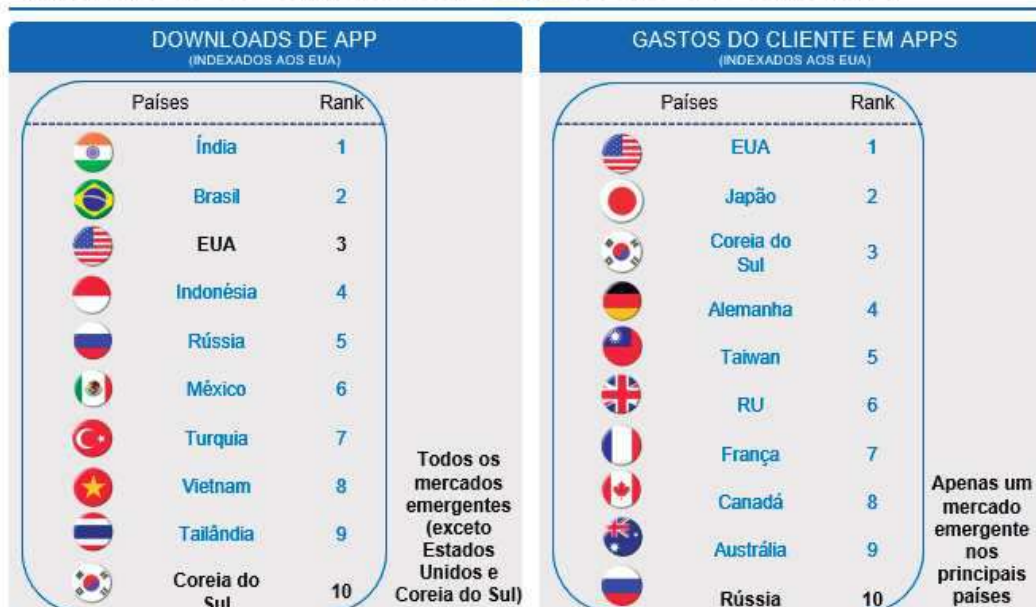 DOWNLOADS DE APP
(INDEXADOS AOS EUA)
Países Rank
Índia 1
Brasil 2
EUA 3
Indonésia 4
Rússia 5
México 6
Turquia 7
Vietnam 8
Tailândia 9
Coreia do
Sul 10
Todos os
mercados
emergentes
(exceto
Estados
Unidos e
Coreia do Sul)
GASTOS DO CLIENTE EM APPS
(INDEXADOS AOS EUA)
Países Rank
EUA 1
Japão 2
Coreia do
Sul 3
Alemanha 4
Taiwan 5
RU 6
França 7
Canadá 8
Austrália 9
Rússia 10
Apenas um
mercado
emergente
nos
principais
países